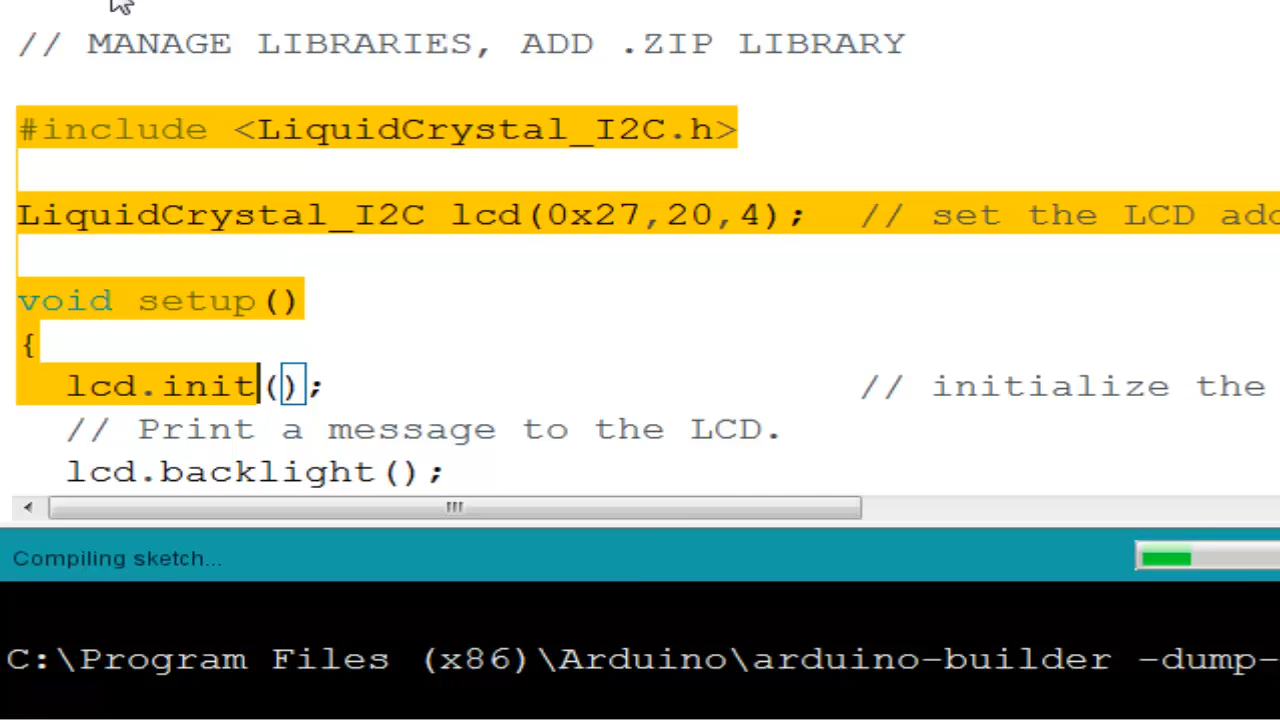 // MANAGE LIBRARIES, ADD .ZIP LIBRARY
#include <LiquidCrystal_I2C.h>
LiquidCrystal_I2C lcd(0x27,20,4);  // set the LCD add
void setup()
{
lcd.init();  // initialize the
// Print a message to the LCD.
lcd.backlight();
Compiling sketch...
C:\Program Files (x86)\Arduino\arduino-builder -dump-